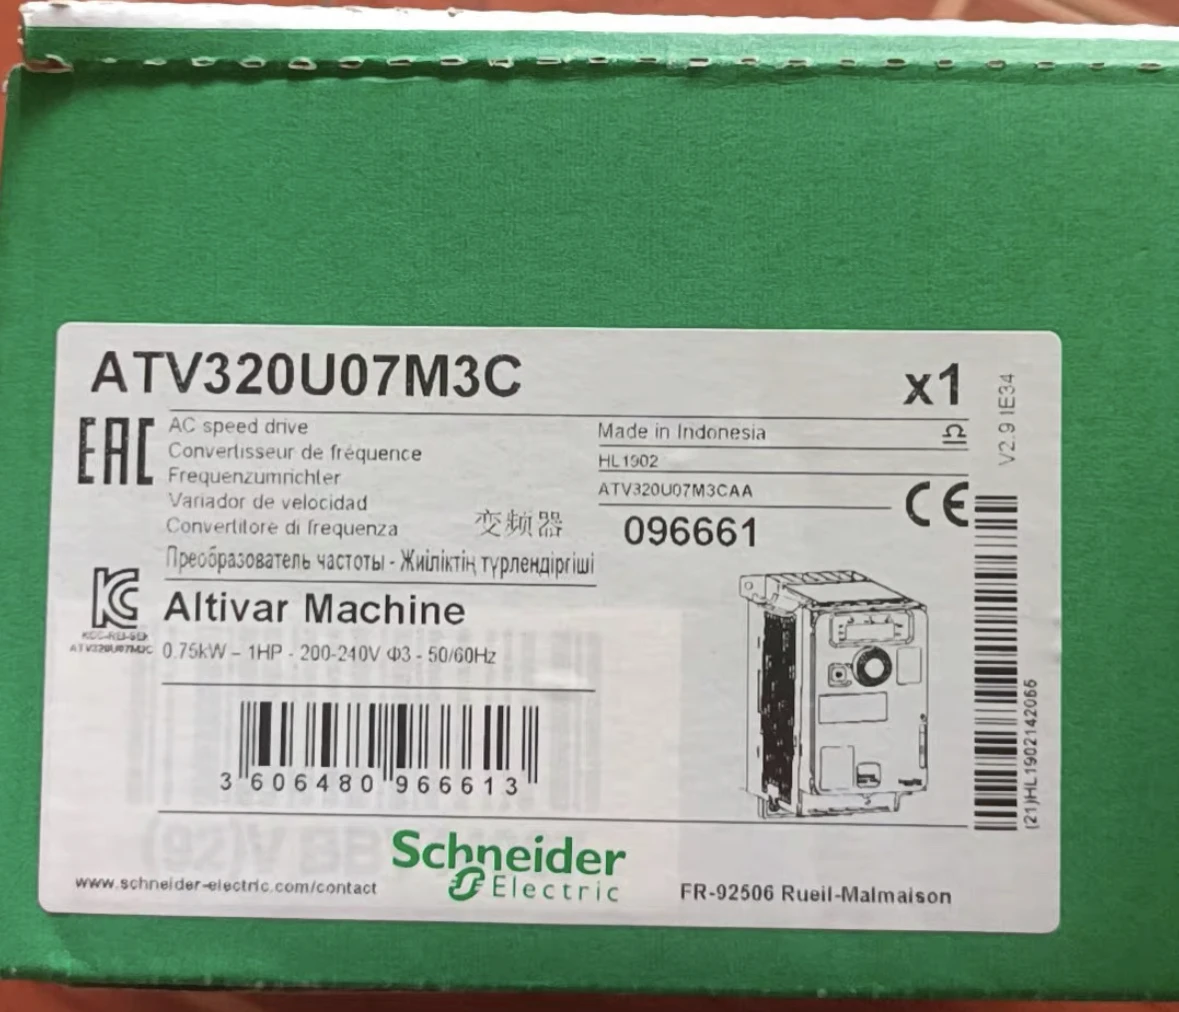 ATV320U07M3C
x1
V2.9 IE34
EAC
AC speed drive
Convertisseur de fréquence
Frequenzumrichter
Variador de velocidad
Convertitore di frequenza
变频器
Преобразователь частоты - Жиіліктің түрлендіргіші
Made in Indonesia
HL1902
ATV320U07M3CAA
096661
CE
KC
ATV320U07M3C
Altivar Machine
0.75kW – 1HP - 200-240V Φ3 - 50/60Hz
3 606480 966613
(21)HL1902142066
Schneider
Electric
www.schneider-electric.com/contact
FR-92506 Rueil-Malmaison